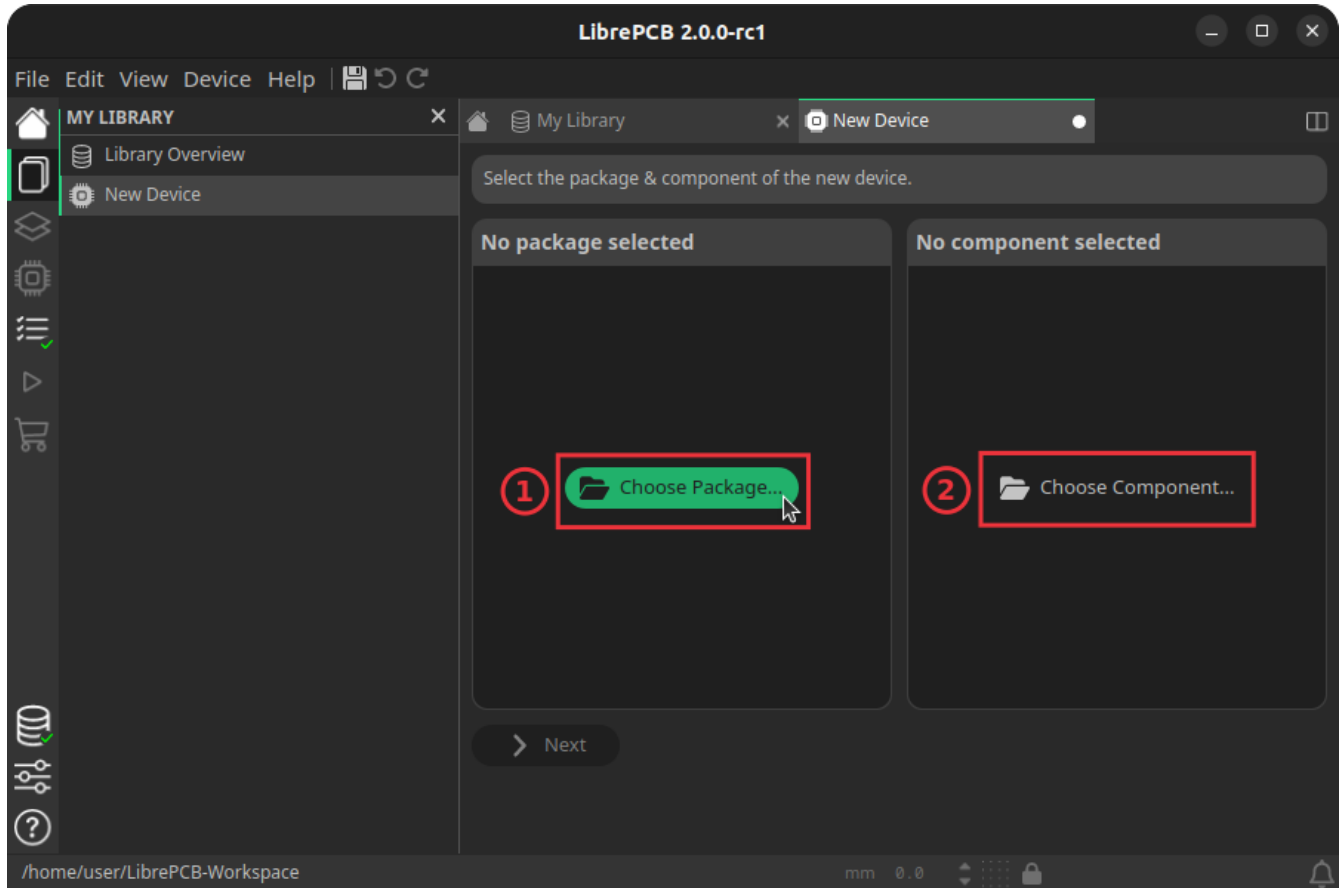 LibrePCB 2.0.0-rc1
File Edit View Device Help
MY LIBRARY
Library Overview
New Device
My Library
New Device
Select the package & component of the new device.
No package selected
1
Choose Package...
No component selected
2
Choose Component...
Next
/home/user/LibrePCB-Workspace
mm 0.0